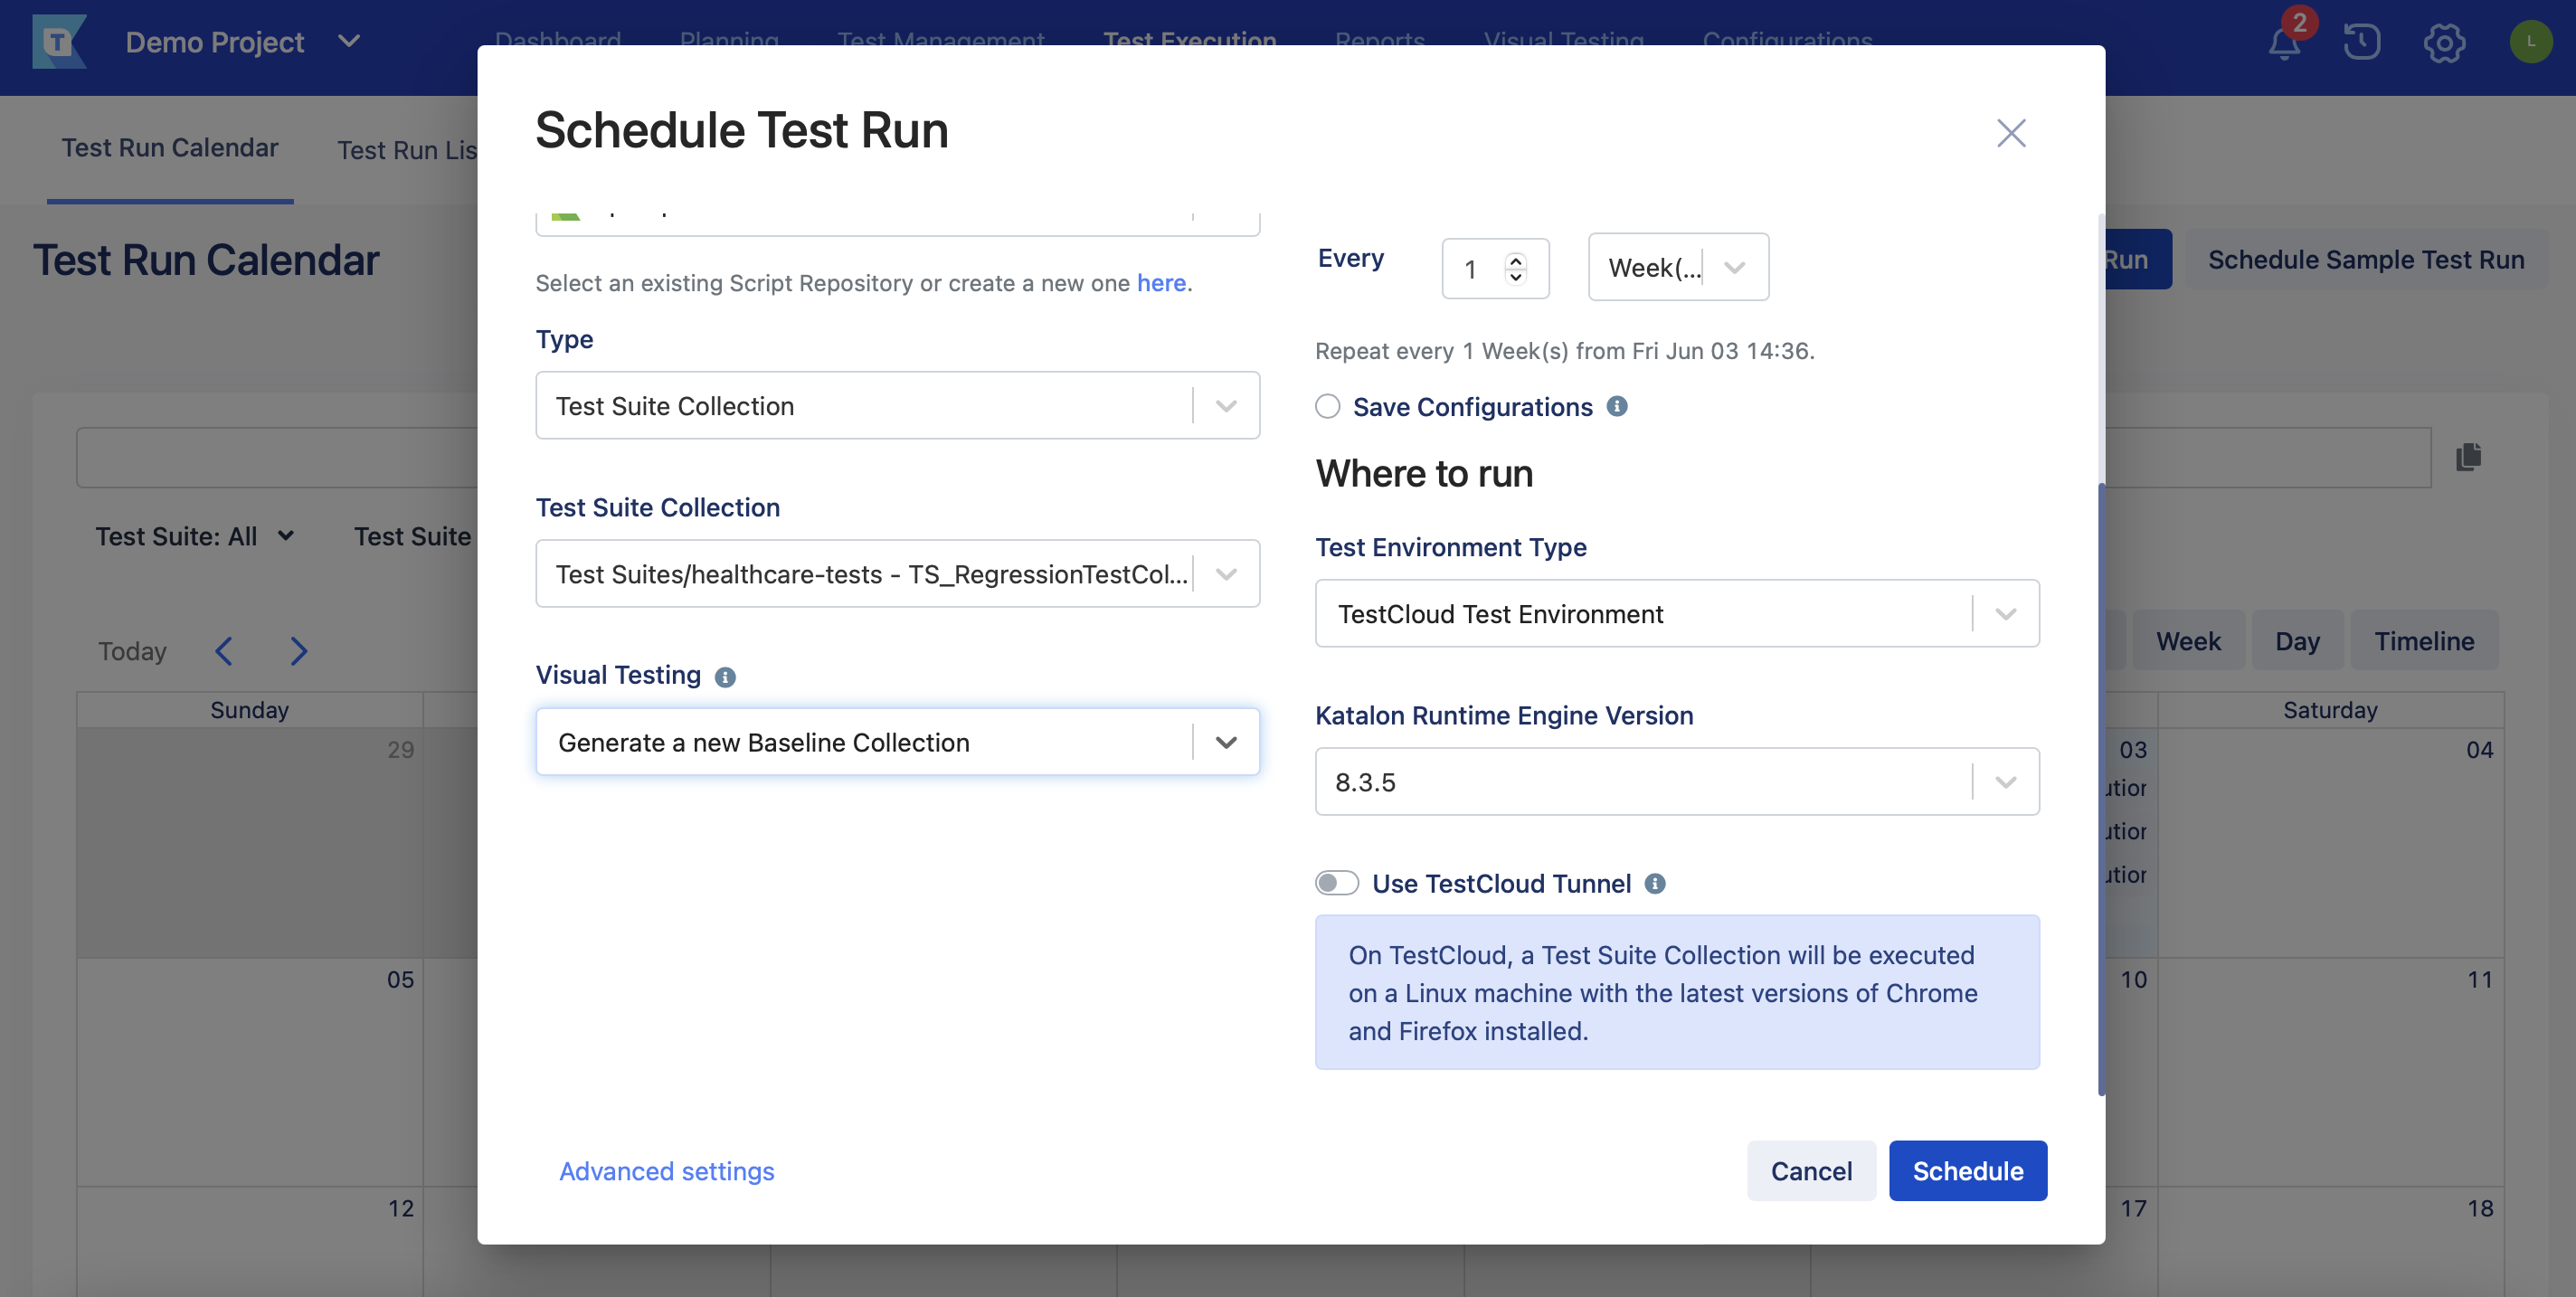 T
Demo Project
Dashboard
Planning
Test Management
Test Execution
Reports
Visual Testing
Configurations
2
L
Test Run Calendar
Test Run Lis
Test Run Calendar
Run
Schedule Sample Test Run
Test Suite: All
Test Suite
Today
Week
Day
Timeline
Sunday
Saturday
29
03
04
05
10
11
12
17
18
Schedule Test Run
Select an existing Script Repository or create a new one here.
Type
Test Suite Collection
Test Suite Collection
Test Suites/healthcare-tests - TS_RegressionTestCol...
Visual Testing
Generate a new Baseline Collection
Every
1
Week(...
Repeat every 1 Week(s) from Fri Jun 03 14:36.
Save Configurations
Where to run
Test Environment Type
TestCloud Test Environment
Katalon Runtime Engine Version
8.3.5
Use TestCloud Tunnel
On TestCloud, a Test Suite Collection will be executed
on a Linux machine with the latest versions of Chrome
and Firefox installed.
Advanced settings
Cancel
Schedule